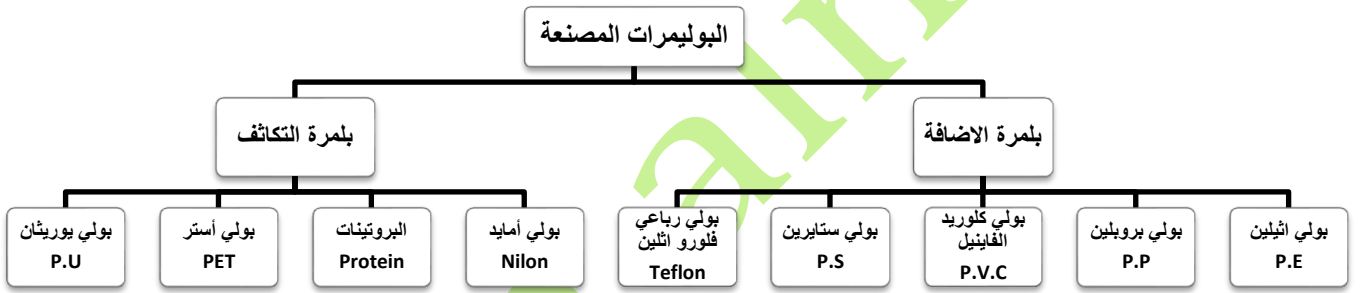 البوليمرات المصنعة
بلمرة الاضافة
بلمرة التكاثف
بولي اثيلين
P.E
بولي بروبلين
P.P
بولي كلوريد
الفاينيل
P.V.C
بولي ستايرين
P.S
بولي رباعي
فلورو اثلين
Teflon
بولي أمايد
Nilon
البروتينات
Protein
بولي أستر
PET
بولي يوريثان
P.U